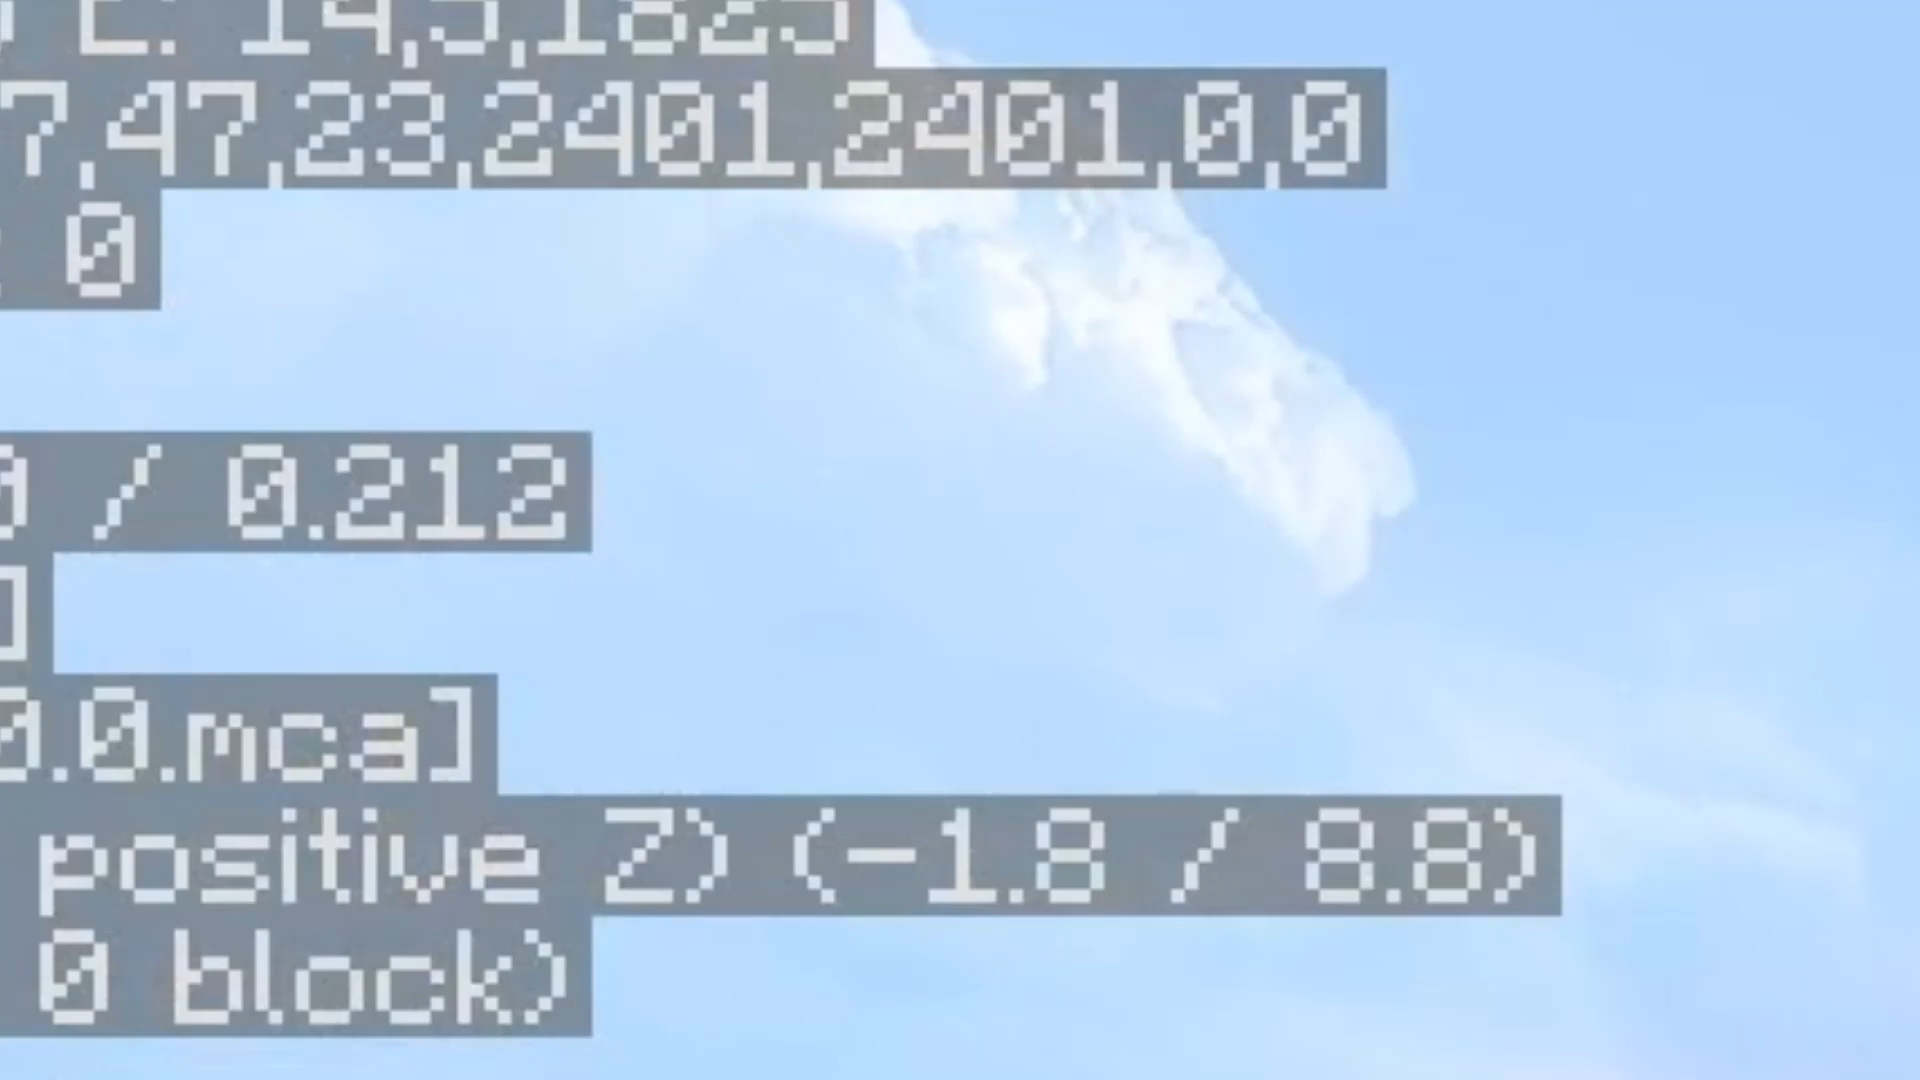 E: 14,5,1825
7,47,23,2401,2401,0,0
: 0
0 / 0.212
]
0.0.mca]
positive Z) (-1.8 / 8.8)
0 block)